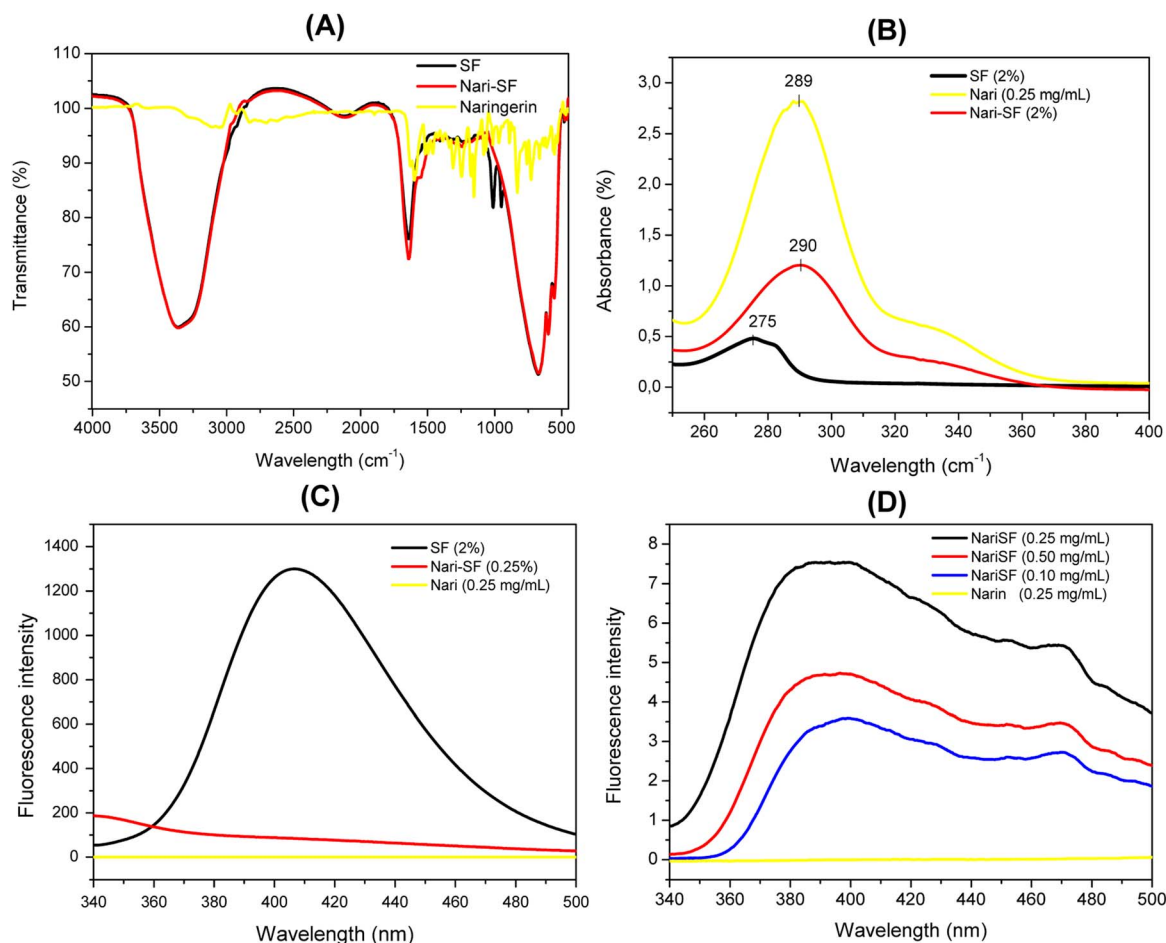 (A)
SF
Nari-SF
Naringerin
Transmittance (%)
110
100
90
80
70
60
50
4000 3500 3000 2500 2000 1500 1000 500
Wavelength (cm-1)
(B)
SF (2%)
Nari (0.25 mg/mL)
Nari-SF (2%)
289
290
275
Absorbance (%)
3,0
2,5
2,0
1,5
1,0
0,5
0,0
260 280 300 320 340 360 380 400
Wavelength (cm-1)
(C)
SF (2%)
Nari-SF (0.25%)
Nari (0.25 mg/mL)
Fluorescence intensity
1400
1300
1200
1100
1000
900
800
700
600
500
400
300
200
100
0
340 360 380 400 420 440 460 480 500
Wavelength (nm)
(D)
NariSF (0.25 mg/mL)
NariSF (0.50 mg/mL)
NariSF (0.10 mg/mL)
Narin (0.25 mg/mL)
Fluorescence intensity
8
7
6
5
4
3
2
1
0
340 360 380 400 420 440 460 480 500
Wavelength (nm)